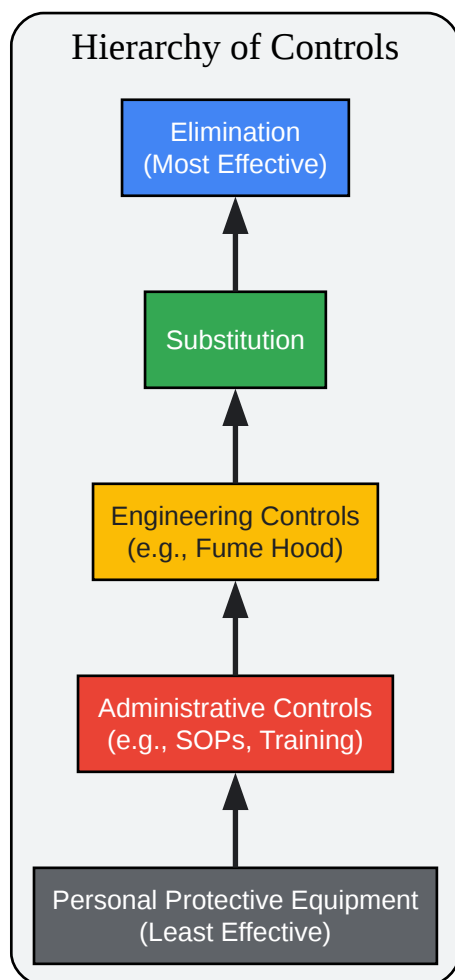 Hierarchy of Controls
Elimination
(Most Effective)
Substitution
Engineering Controls
(e.g., Fume Hood)
Administrative Controls
(e.g., SOPs, Training)
Personal Protective Equipment
(Least Effective)